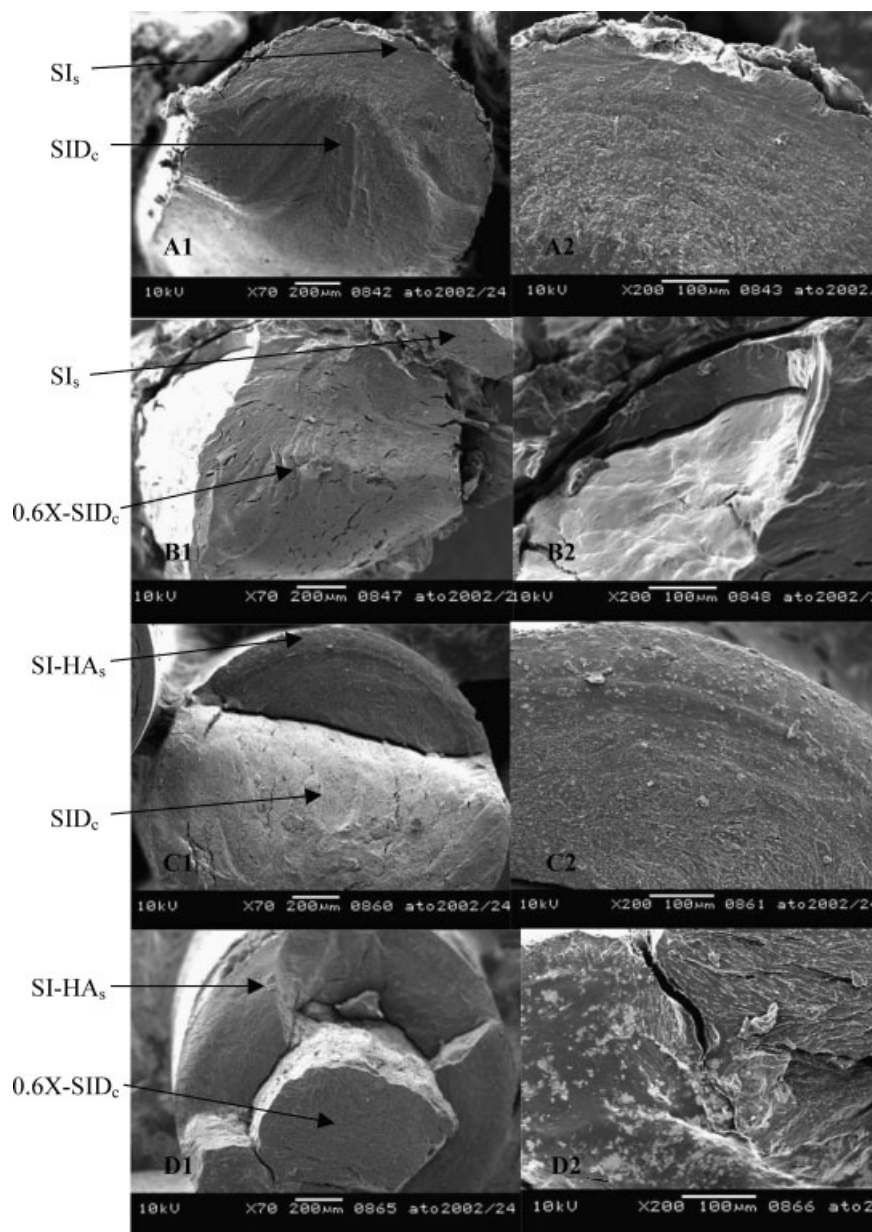 SIs
SIDc
A1
A2
10kV X70 200µm 0842 ato2002/24
10kV X200 100µm 0843 ato2002/
SIs
0.6X-SIDc
B1
B2
10kV X70 200µm 0847 ato2002/2
10kV X200 100µm 0848 ato2002/
SI-HAs
SIDc
C1
C2
10kV X70 200µm 0860 ato2002/24
10kV X200 100µm 0861 ato2002/24
SI-HAs
0.6X-SIDc
D1
D2
10kV X70 200µm 0865 ato2002/24
10kV X200 100µm 0866 ato2